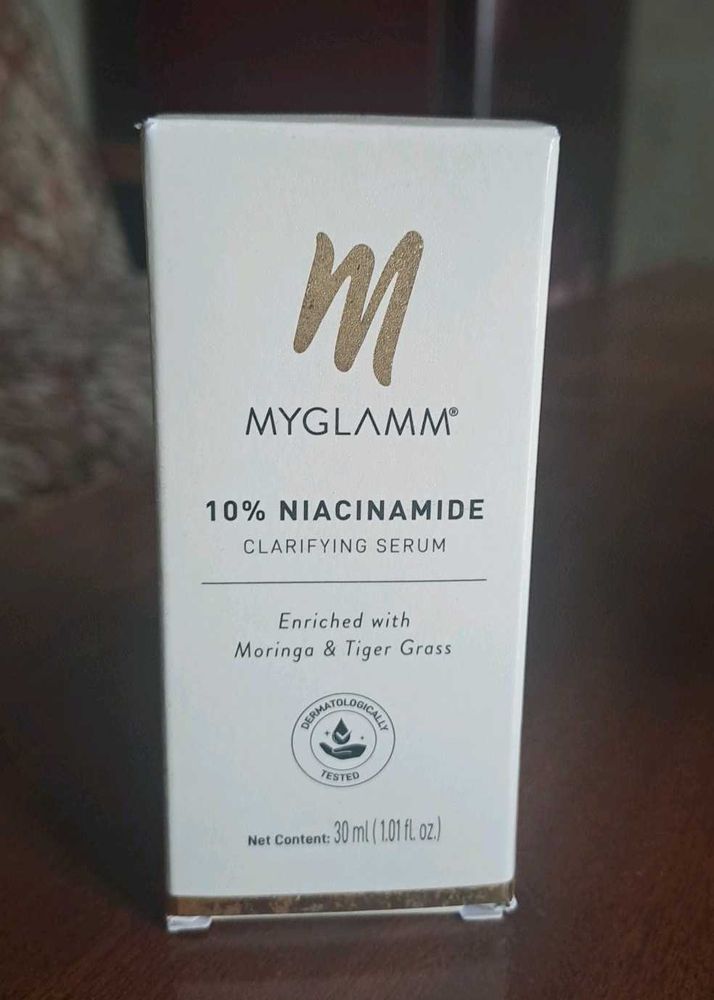 m
MYGLAMM®
10% NIACINAMIDE
CLARIFYING SERUM
Enriched with
Moringa & Tiger Grass
DERMATOLOGICALLY
TESTED
Net Content: 30 ml (1.01 fl. oz.)